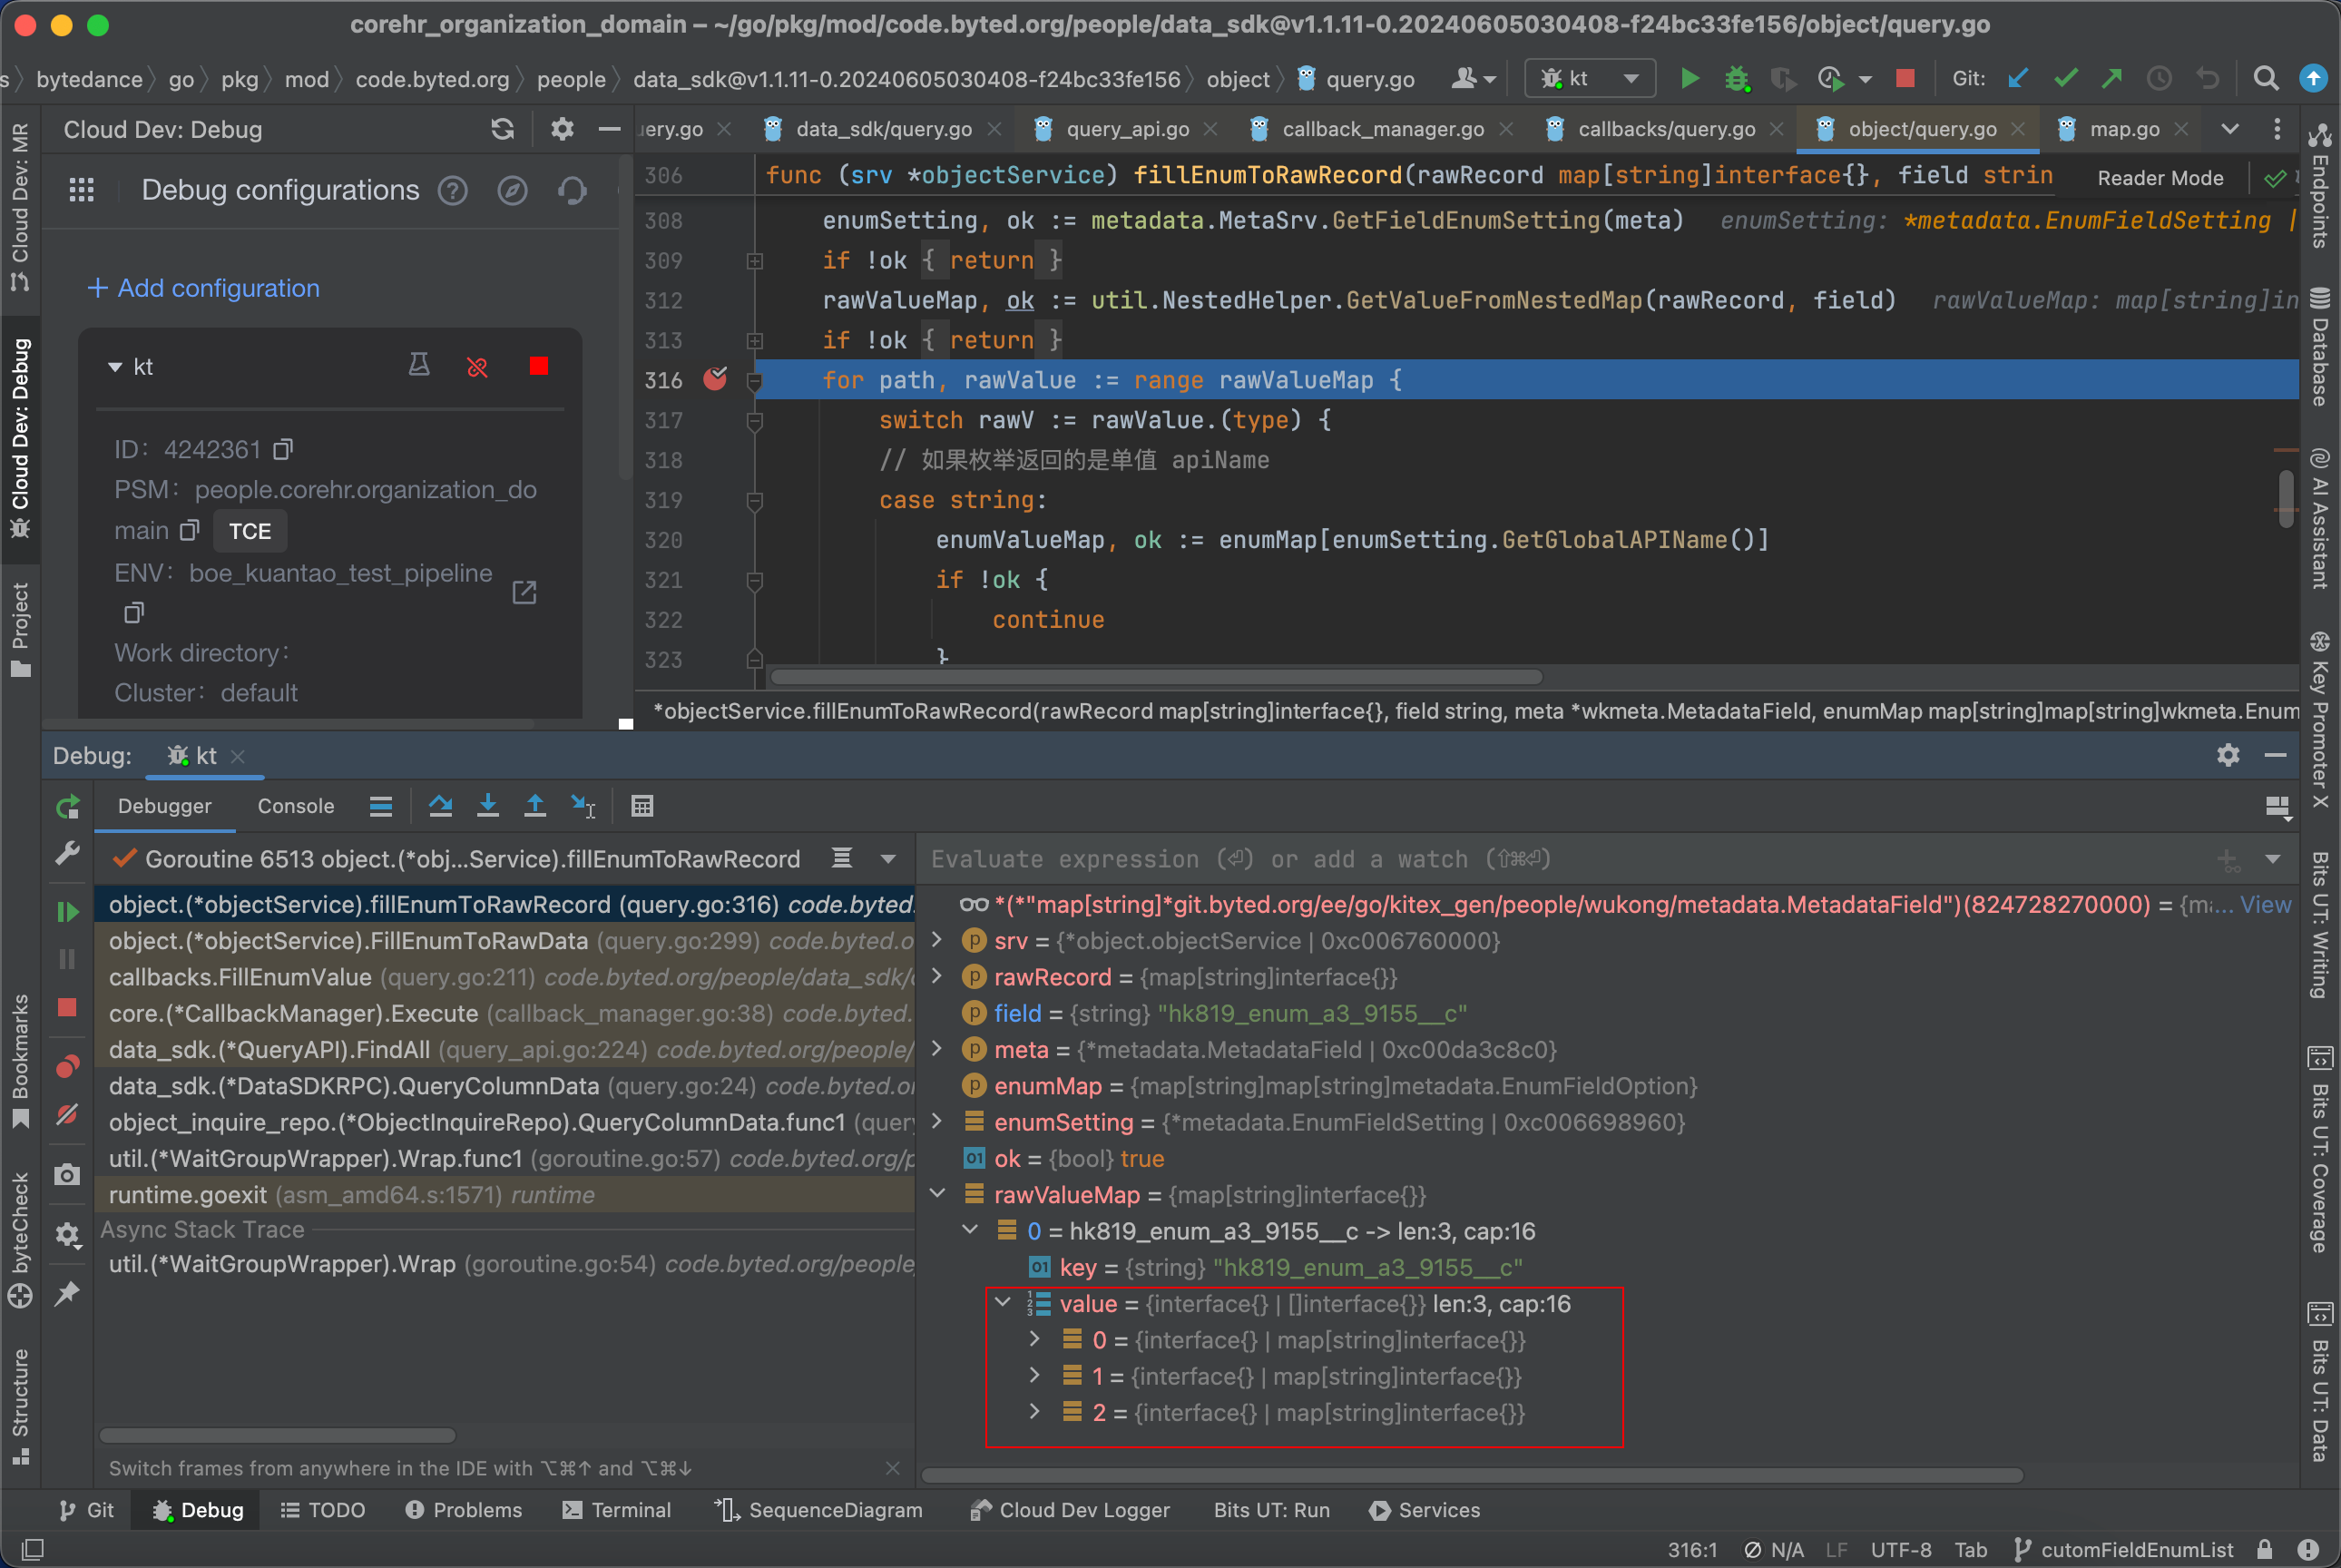 corehr_organization_domain – ~/go/pkg/mod/code.byted.org/people/data_sdk@v1.1.11-0.20240605030408-f24bc33fe156/object/query.go
s bytedance go pkg mod code.byted.org people data_sdk@v1.1.11-0.20240605030408-f24bc33fe156 object query.go kt Git:
Cloud Dev: Debug
uery.go data_sdk/query.go query_api.go callback_manager.go callbacks/query.go object/query.go map.go
Cloud Dev: MR
Cloud Dev: Debug
Project
Bookmarks
byteCheck
Structure
Debug configurations
+ Add configuration
kt
ID: 4242361
PSM: people.corehr.organization_do
main TCE
ENV: boe_kuantao_test_pipeline
Work directory:
Cluster: default
306 func (srv *objectService) fillEnumToRawRecord(rawRecord map[string]interface{}, field strin Reader Mode
308 enumSetting, ok := metadata.MetaSrv.GetFieldEnumSetting(meta) enumSetting: *metadata.EnumFieldSetting |
309 if !ok { return }
312 rawValueMap, ok := util.NestedHelper.GetValueFromNestedMap(rawRecord, field) rawValueMap: map[string]in
313 if !ok { return }
316 for path, rawValue := range rawValueMap {
317 switch rawV := rawValue.(type) {
318 // 如果枚举返回的是单值 apiName
319 case string:
320 enumValueMap, ok := enumMap[enumSetting.GetGlobalAPIName()]
321 if !ok {
322 continue
323 }
*objectService.fillEnumToRawRecord(rawRecord map[string]interface{}, field string, meta *wkmeta.MetadataField, enumMap map[string]map[string]wkmeta.Enum
Endpoints
Database
AI Assistant
Key Promoter X
Bits UT: Writing
Bits UT: Coverage
Bits UT: Data
Debug: kt
Debugger Console
Goroutine 6513 object.(*obj...Service).fillEnumToRawRecord
object.(*objectService).fillEnumToRawRecord (query.go:316) code.byted.
object.(*objectService).FillEnumToRawData (query.go:299) code.byted.o
callbacks.FillEnumValue (query.go:211) code.byted.org/people/data_sdk/c
core.(*CallbackManager).Execute (callback_manager.go:38) code.byted.
data_sdk.(*QueryAPI).FindAll (query_api.go:224) code.byted.org/people/
data_sdk.(*DataSDKRPC).QueryColumnData (query.go:24) code.byted.or
object_inquire_repo.(*ObjectInquireRepo).QueryColumnData.func1 (query
util.(*WaitGroupWrapper).Wrap.func1 (goroutine.go:57) code.byted.org/p
runtime.goexit (asm_amd64.s:1571) runtime
Async Stack Trace
util.(*WaitGroupWrapper).Wrap (goroutine.go:54) code.byted.org/people
Switch frames from anywhere in the IDE with ⌥⌘↑ and ⌥⌘↓
Evaluate expression (⏎) or add a watch (⇧⌘⏎)
*(*"map[string]*git.byted.org/ee/go/kitex_gen/people/wukong/metadata.MetadataField")(824728270000) = {ma... View
srv = {*object.objectService | 0xc006760000}
rawRecord = {map[string]interface{}}
field = {string} "hk819_enum_a3_9155__c"
meta = {*metadata.MetadataField | 0xc00da3c8c0}
enumMap = {map[string]map[string]metadata.EnumFieldOption}
enumSetting = {*metadata.EnumFieldSetting | 0xc006698960}
ok = {bool} true
rawValueMap = {map[string]interface{}}
0 = hk819_enum_a3_9155__c -> len:3, cap:16
key = {string} "hk819_enum_a3_9155__c"
value = {interface{} | []interface{}} len:3, cap:16
0 = {interface{} | map[string]interface{}}
1 = {interface{} | map[string]interface{}}
2 = {interface{} | map[string]interface{}}
Git Debug TODO Problems Terminal SequenceDiagram Cloud Dev Logger Bits UT: Run Services
316:1 N/A LF UTF-8 Tab cutomFieldEnumList